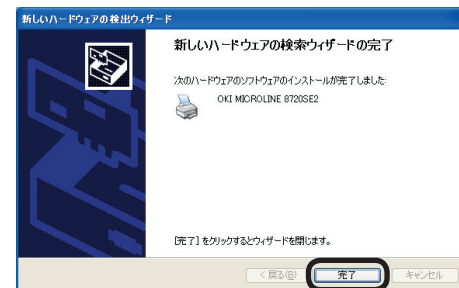 新しいハードウェアの検出ウィザード
新しいハードウェアの検索ウィザードの完了
次のハードウェアのソフトウェアのインストールが完了しました:
OKI MICROLINE 8720SE2
[完了] をクリックするとウィザードを閉じます。
< 戻る(B) 完了 キャンセル